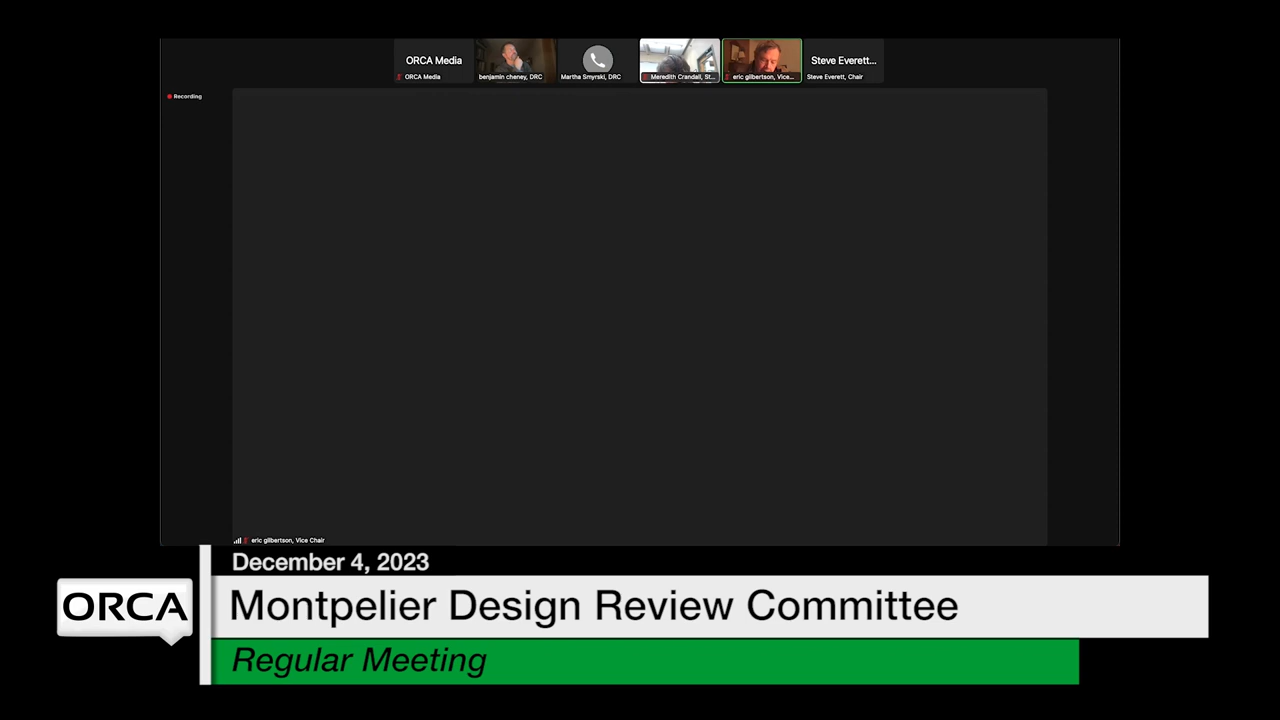 ORCA Media
Steve Everett...
ORCA Media
benjamin cheney, DRC
Martha Smyrski, DRC
Meredith Crandall, St...
eric gilbertson, Vice...
Steve Everett, Chair
Recording
eric gilbertson, Vice Chair
December 4, 2023
ORCA
Montpelier Design Review Committee
Regular Meeting